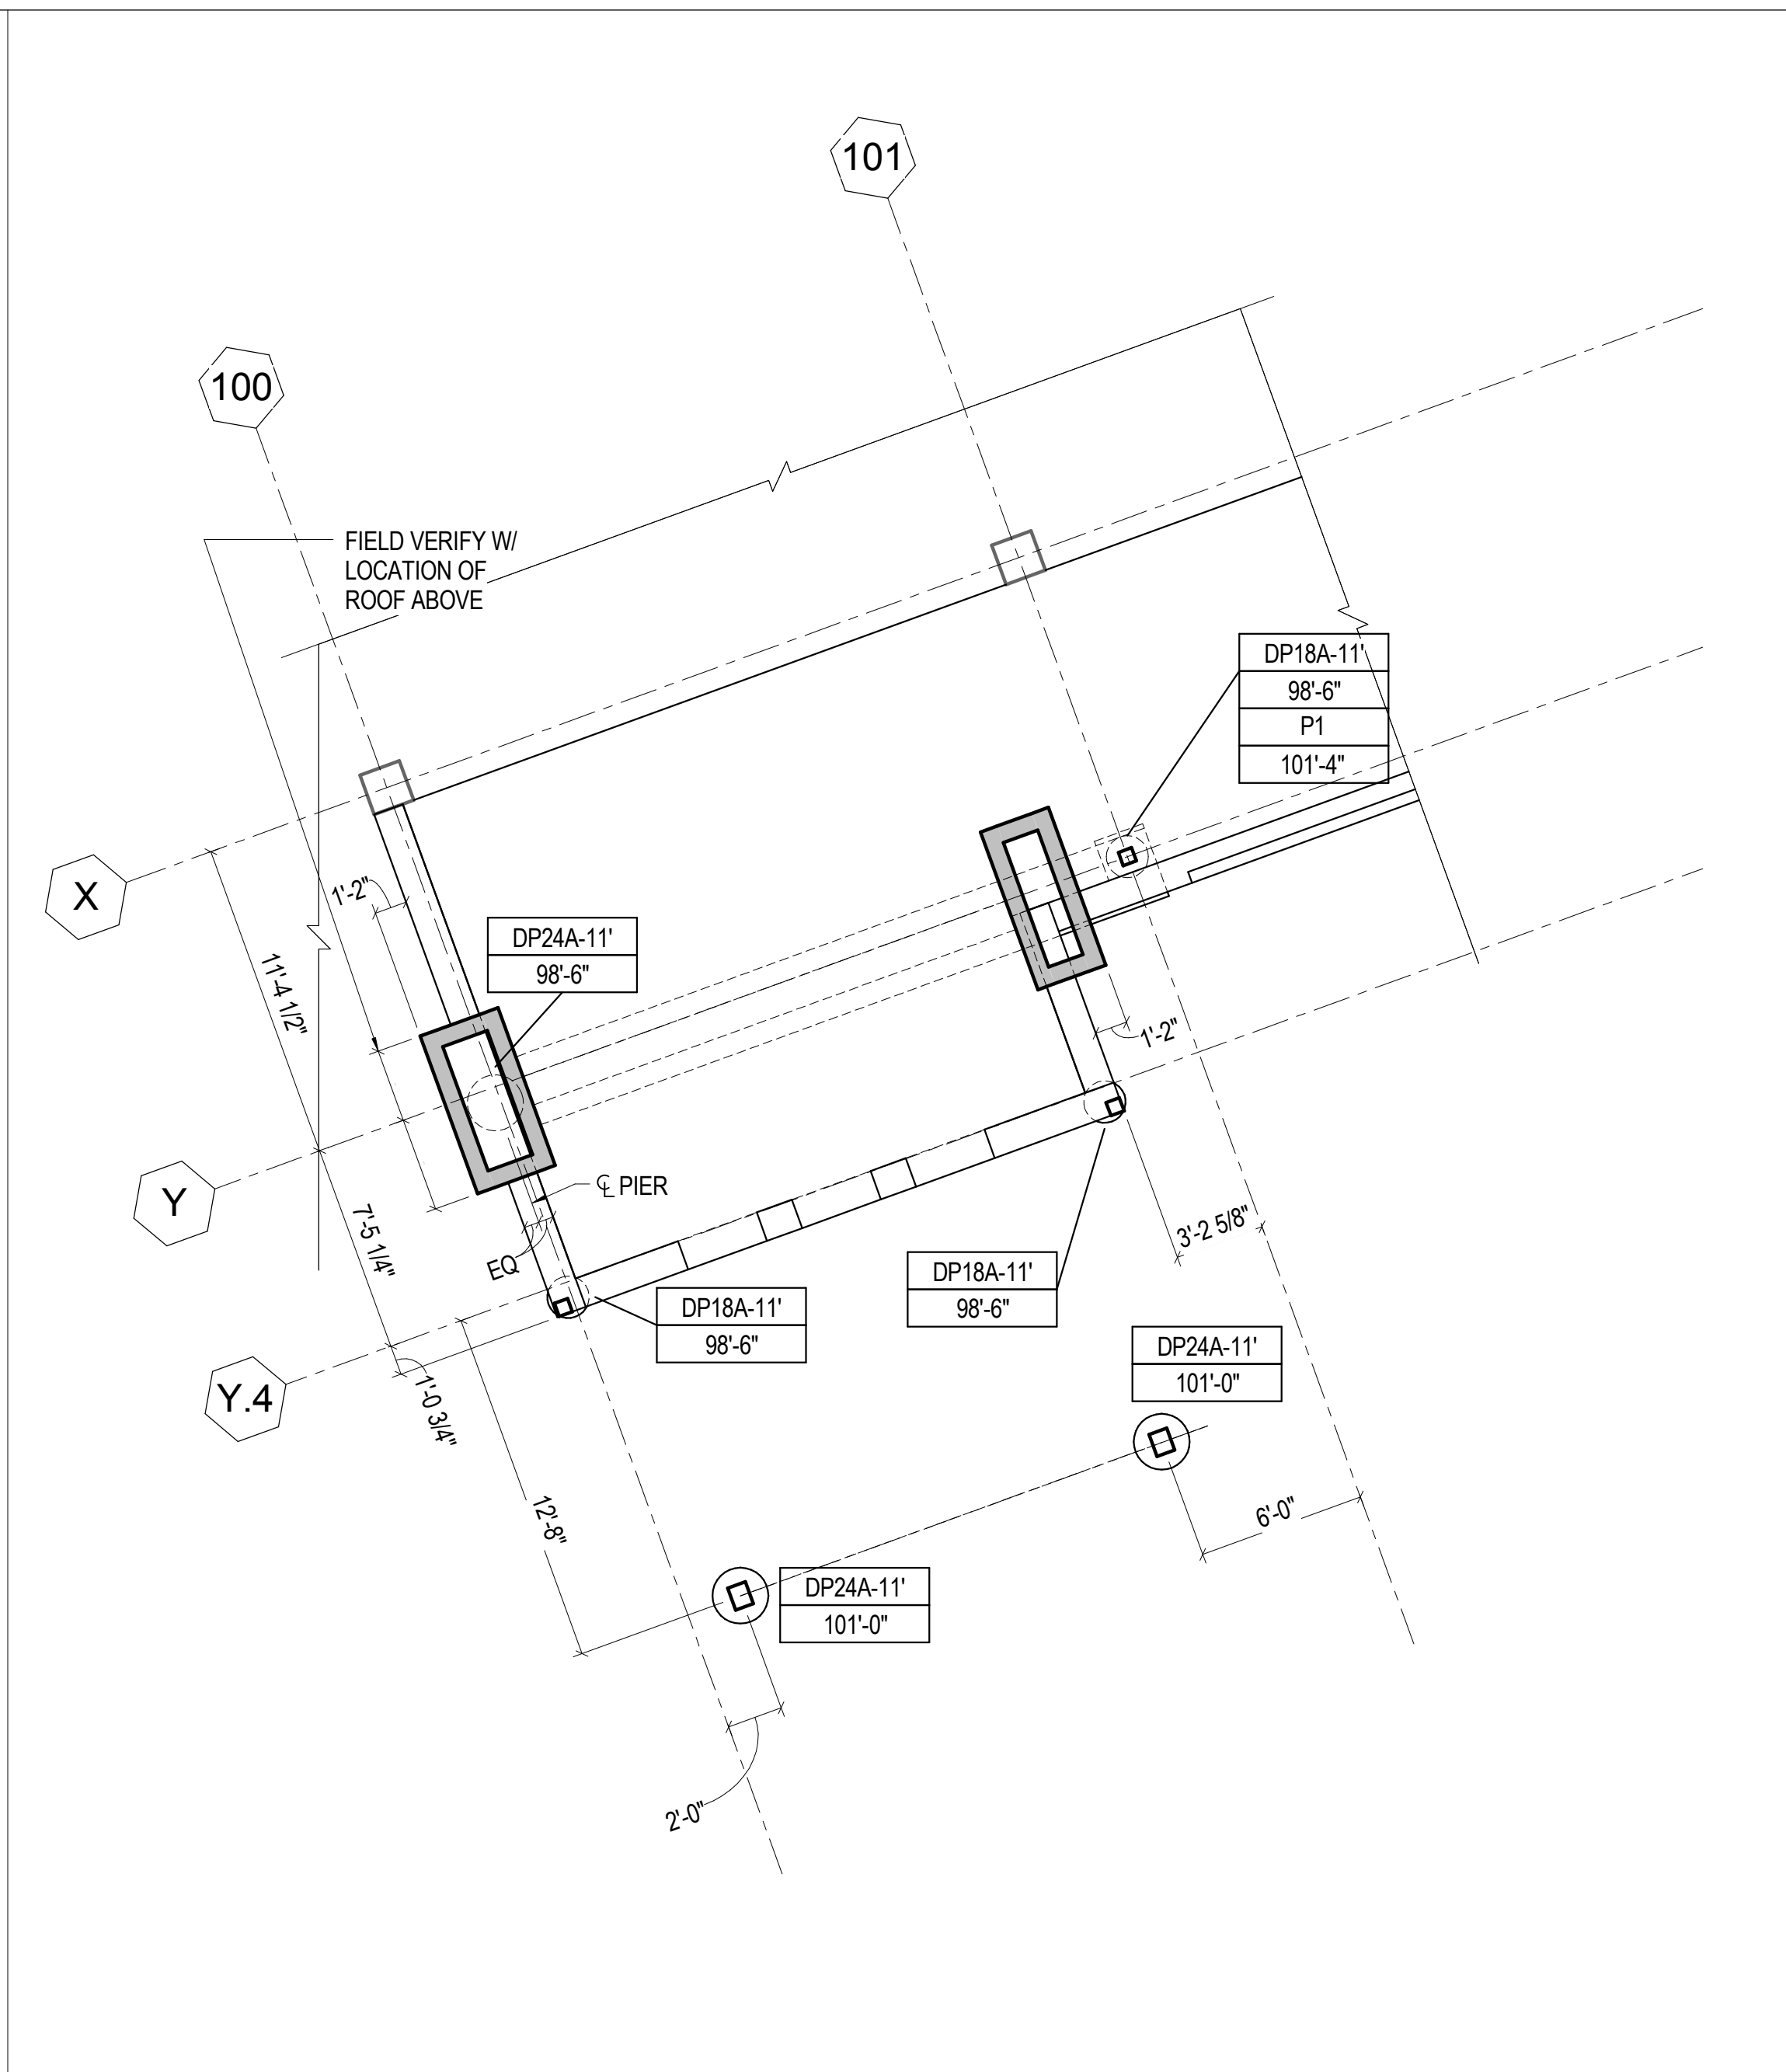 101
100
FIELD VERIFY W/
LOCATION OF
ROOF ABOVE
DP18A-11'
98'-6"
P1
101'-4"
X
1'-2"
DP24A-11'
98'-6"
11'-4 1/2"
1'-2"
Y
℄ PIER
7'-5 1/4"
EQ
3'-2 5/8"
DP18A-11'
98'-6"
DP18A-11'
98'-6"
DP24A-11'
101'-0"
Y.4
1'-0 3/4"
12'-8"
6'-0"
DP24A-11'
101'-0"
2'-0"